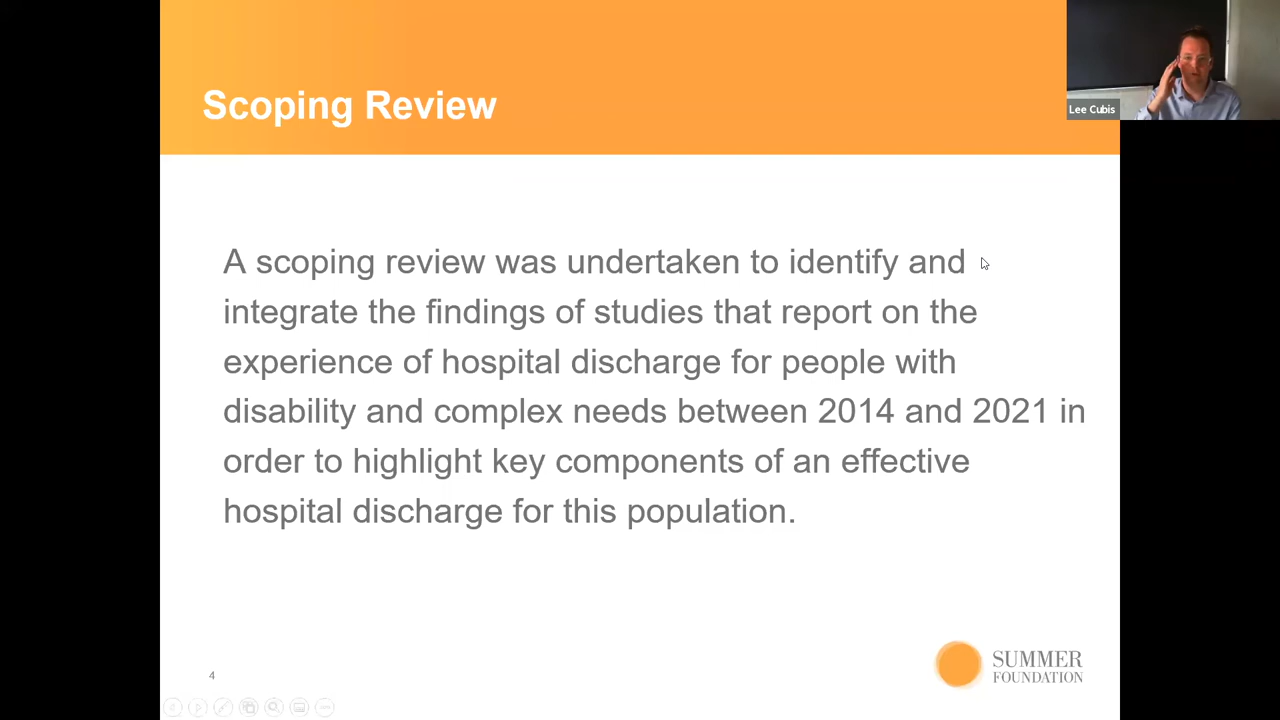 Scoping Review
Lee Cubis
A scoping review was undertaken to identify and
integrate the findings of studies that report on the
experience of hospital discharge for people with
disability and complex needs between 2014 and 2021 in
order to highlight key components of an effective
hospital discharge for this population.
4
SUMMER
FOUNDATION